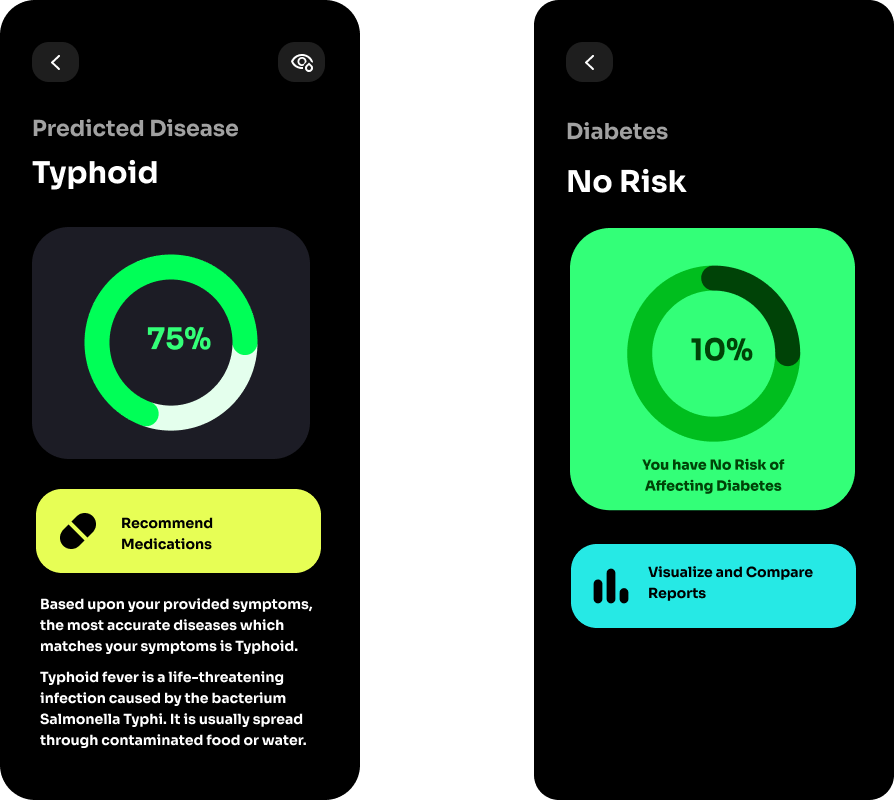 Predicted Disease
Typhoid
75%
Recommend
Medications
Based upon your provided symptoms,
the most accurate diseases which
matches your symptoms is Typhoid.
Typhoid fever is a life-threatening
infection caused by the bacterium
Salmonella Typhi. It is usually spread
through contaminated food or water.
Diabetes
No Risk
10%
You have No Risk of
Affecting Diabetes
Visualize and Compare
Reports